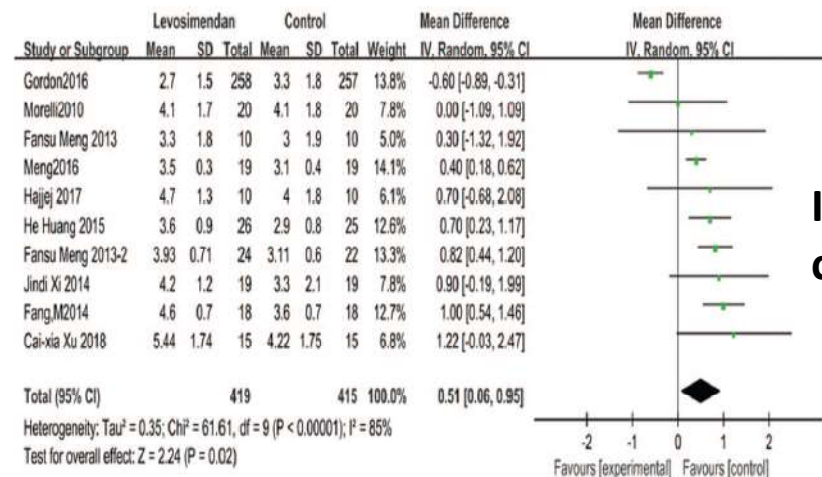 Levosimendan Control Mean Difference Mean Difference
Study or Subgroup Mean SD Total Mean SD Total Weight IV. Random. 95% CI IV. Random. 95% CI
Gordon2016 2.7 1.5 258 3.3 1.8 257 13.8% -0.60 [-0.89, -0.31]
Morelli2010 4.1 1.7 20 4.1 1.8 20 7.8% 0.00 [-1.09, 1.09]
Fansu Meng 2013 3.3 1.8 10 3 1.9 10 5.0% 0.30 [-1.32, 1.92]
Meng2016 3.5 0.3 19 3.1 0.4 19 14.1% 0.40 [0.18, 0.62]
Hajjej 2017 4.7 1.3 10 4 1.8 10 6.1% 0.70 [-0.68, 2.08]
He Huang 2015 3.6 0.9 26 2.9 0.8 25 12.6% 0.70 [0.23, 1.17]
Fansu Meng 2013-2 3.93 0.71 24 3.11 0.6 22 13.3% 0.82 [0.44, 1.20]
Jindi Xi 2014 4.2 1.2 19 3.3 2.1 19 7.8% 0.90 [-0.19, 1.99]
Fang,M2014 4.6 0.7 18 3.6 0.7 18 12.7% 1.00 [0.54, 1.46]
Cai-xia Xu 2018 5.44 1.74 15 4.22 1.75 15 6.8% 1.22 [-0.03, 2.47]
Total (95% CI) 419 415 100.0% 0.51 [0.06, 0.95]
Heterogeneity: Tau² = 0.35; Chi² = 61.61, df = 9 (P < 0.00001); I² = 85%
Test for overall effect: Z = 2.24 (P = 0.02)
-2 -1 0 1 2
Favours [experimental] Favours [control]